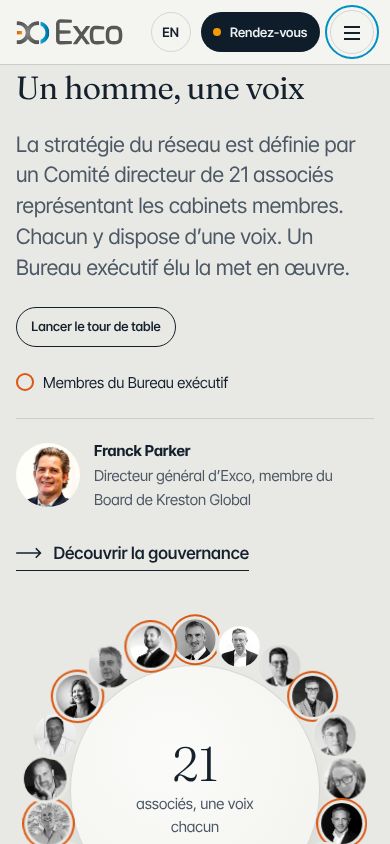 Exco
EN
Rendez-vous
Un homme, une voix
La stratégie du réseau est définie par
un Comité directeur de 21 associés
représentant les cabinets membres.
Chacun y dispose d’une voix. Un
Bureau exécutif élu la met en œuvre.
Lancer le tour de table
Membres du Bureau exécutif
Franck Parker
Directeur général d’Exco, membre du
Board de Kreston Global
Découvrir la gouvernance
21
associés, une voix
chacun